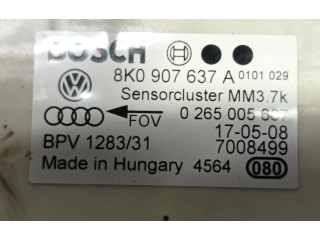 BOSCH
8K0 907 637 A 0101 029
Sensorcluster MM3.7k
FOV 0 265 005 637
17-05-08
BPV 1283/31 7008499
Made in Hungary 4564 080